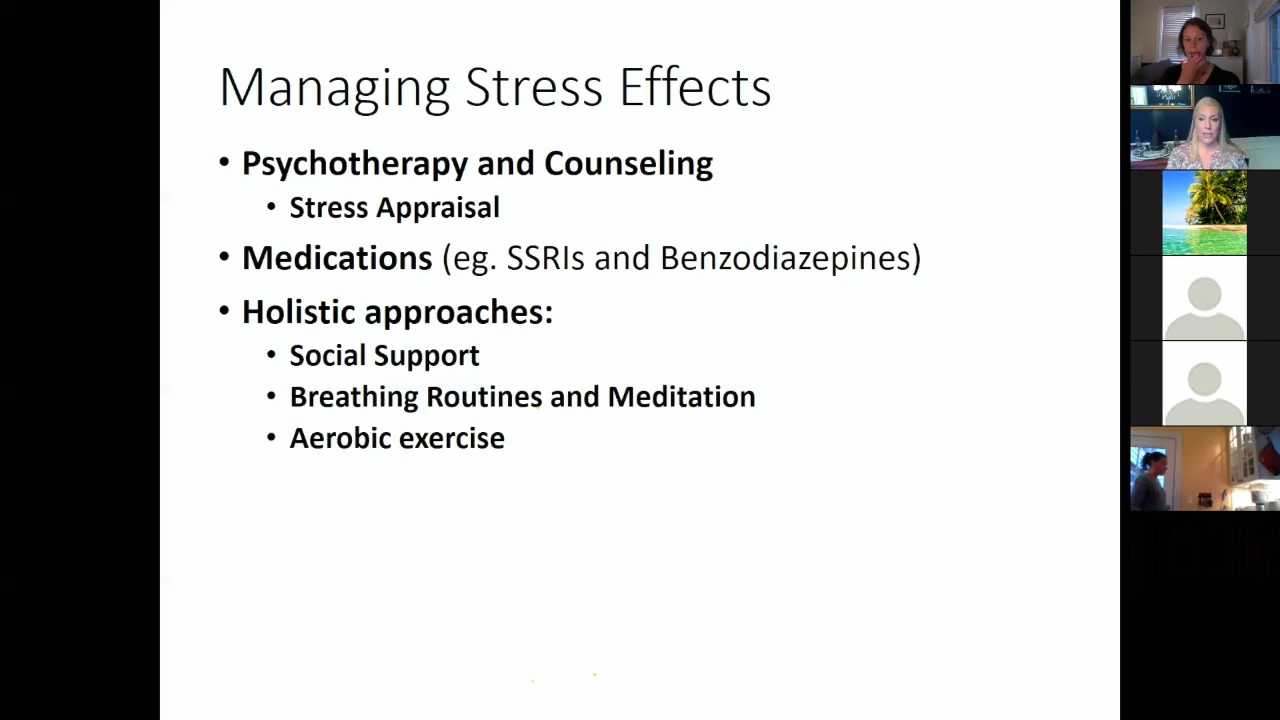 Managing Stress Effects
• Psychotherapy and Counseling
• Stress Appraisal
• Medications (eg. SSRIs and Benzodiazepines)
• Holistic approaches:
• Social Support
• Breathing Routines and Meditation
• Aerobic exercise